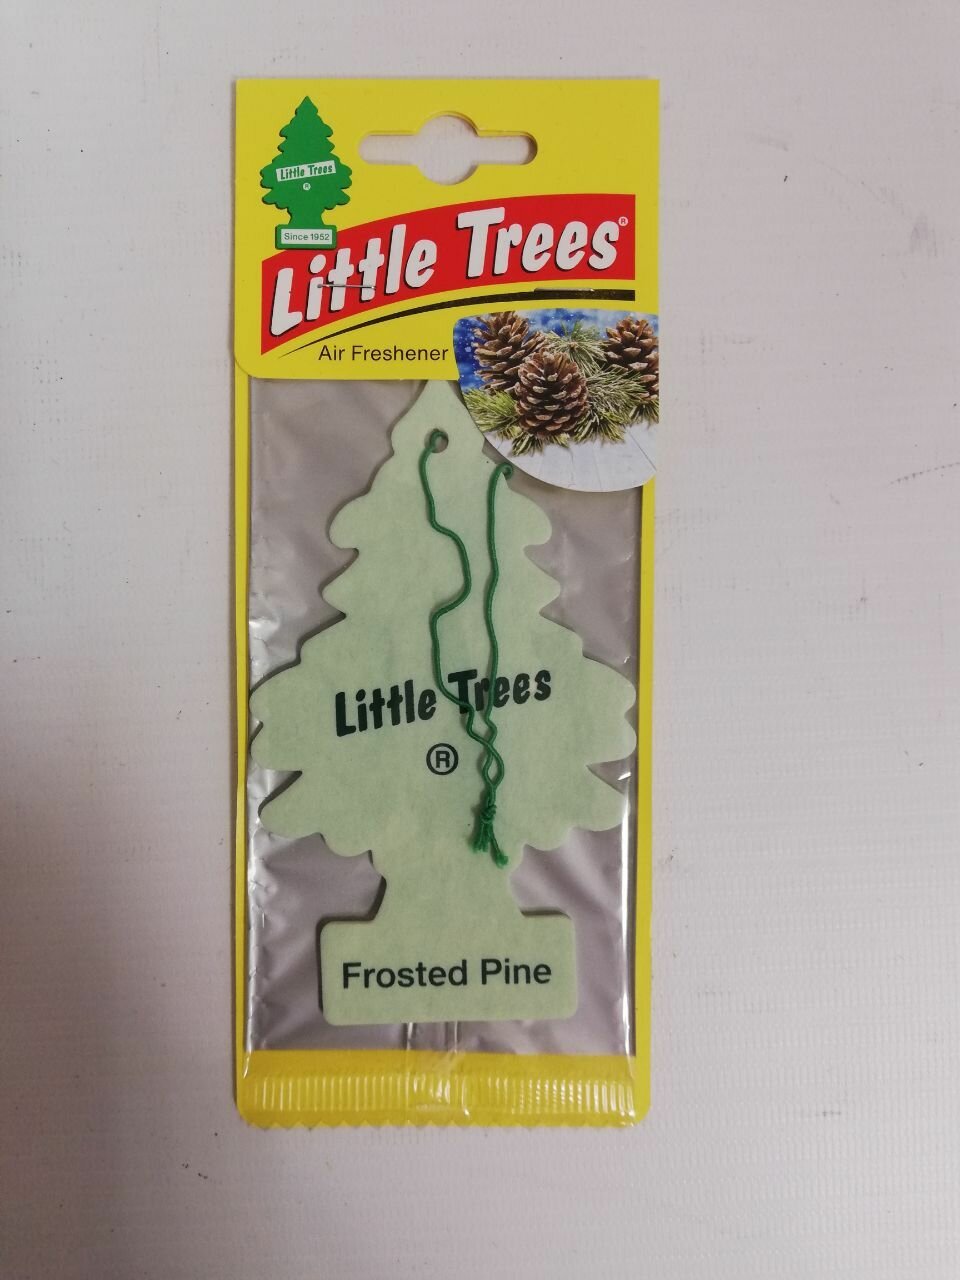 Little Trees
®
Since 1952
Little Trees®
Air Freshener
Little Trees
®
Frosted Pine